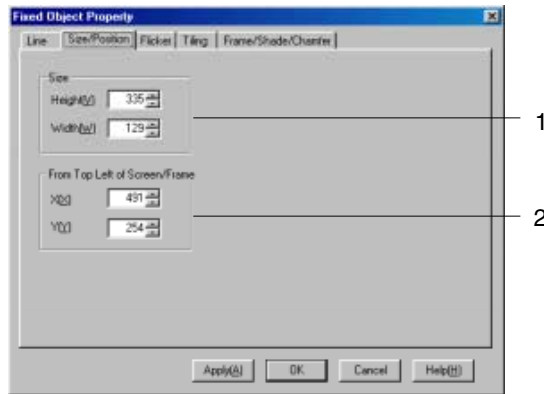 Fixed Object Property
Line Size/Position Flicker Tiling Frame/Shade/Chamfer
Size
Height(V) 335
Width(W) 129
1
From Top Left of Screen/Frame
X(X) 491
Y(Y) 254
2
Apply(A) OK Cancel Help(H)